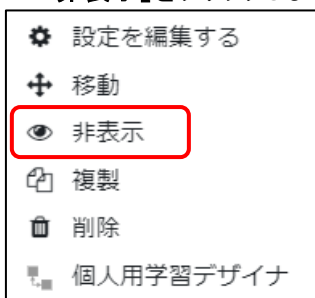 設定を編集する
移動
非表示
複製
削除
個人用学習デザイナ